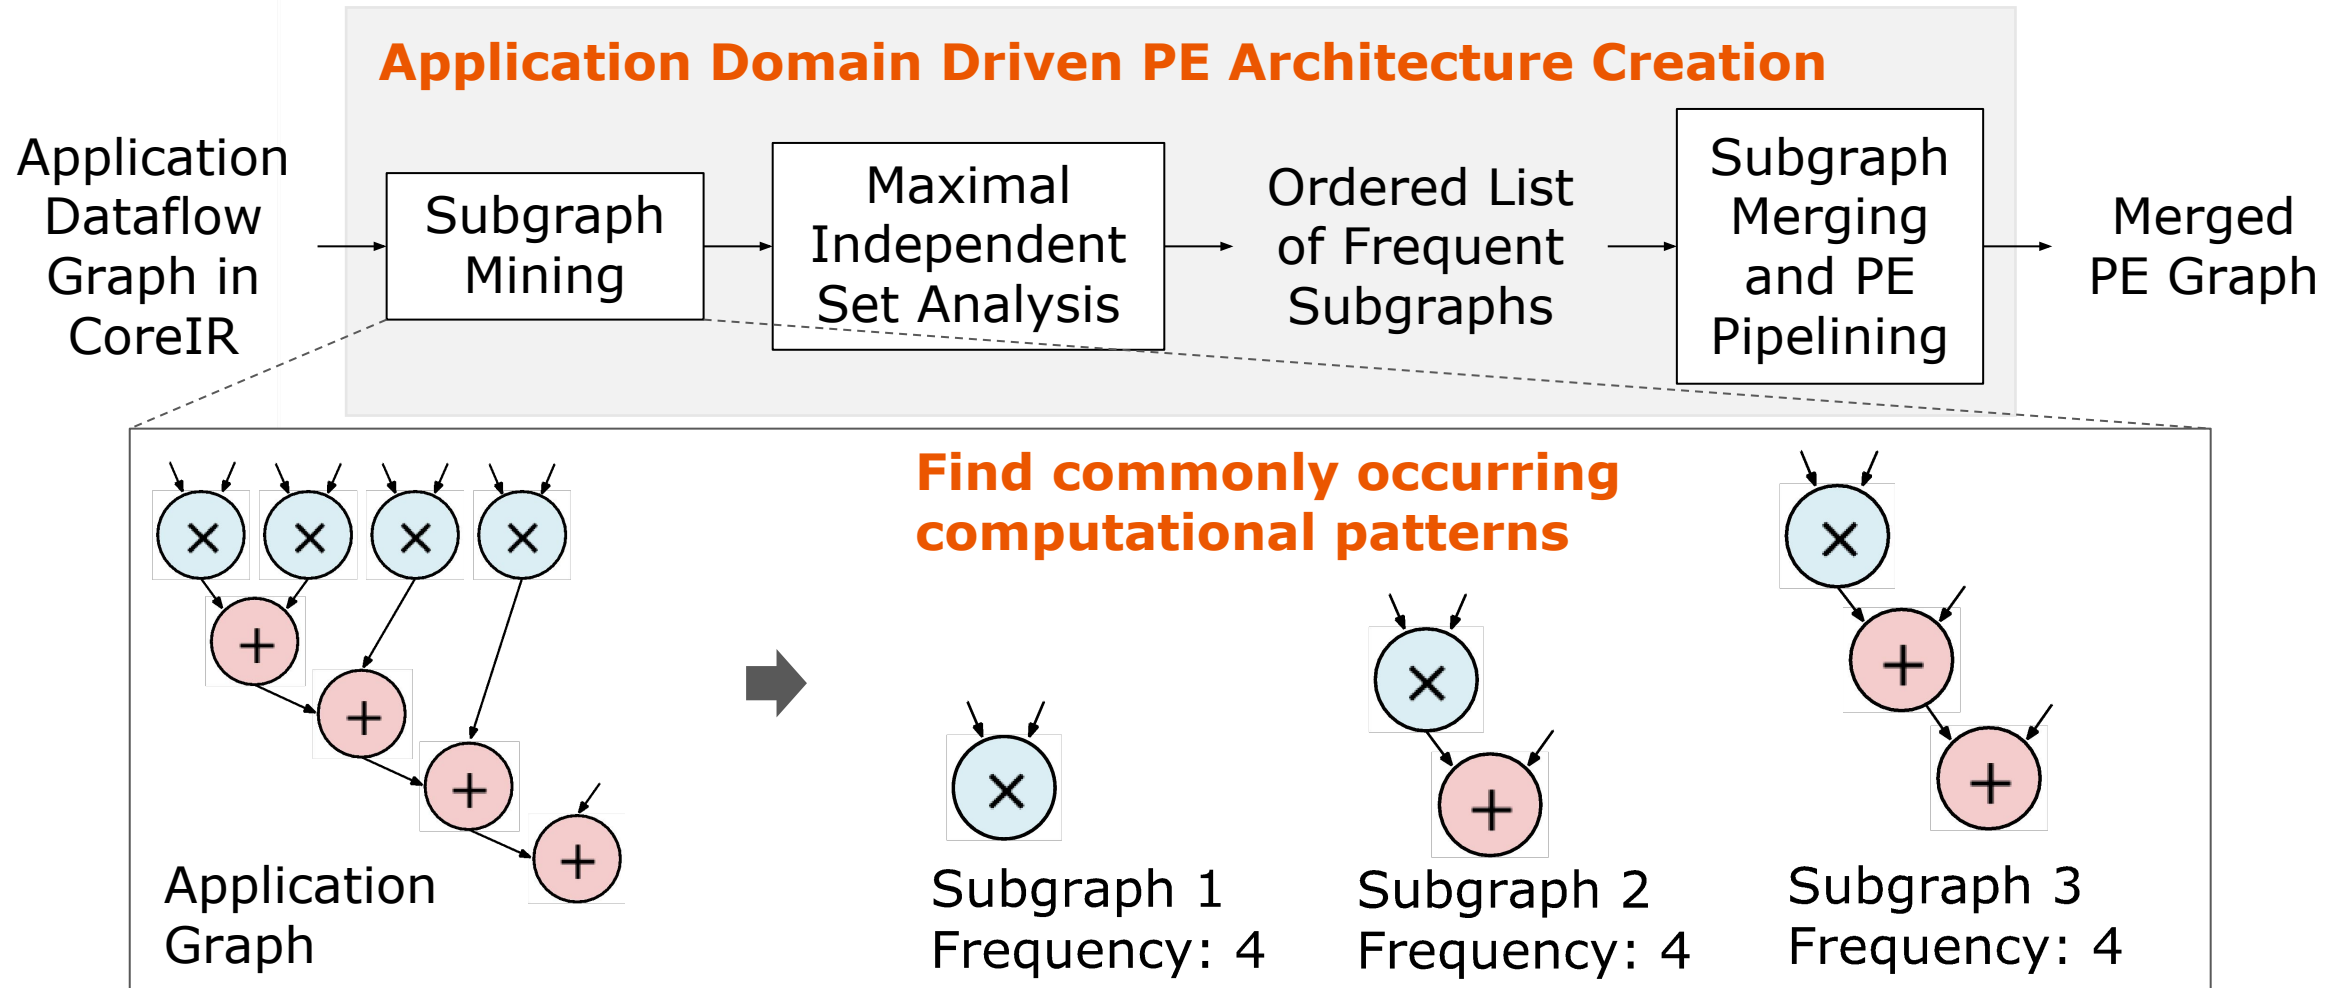 Application Domain Driven PE Architecture Creation
Application
Dataflow
Graph in
CoreIR
Subgraph
Mining
Maximal
Independent
Set Analysis
Ordered List
of Frequent
Subgraphs
Subgraph
Merging
and PE
Pipelining
Merged
PE Graph
Find commonly occurring
computational patterns
×
×
×
×
+
+
+
+
Application
Graph
×
Subgraph 1
Frequency: 4
×
+
Subgraph 2
Frequency: 4
×
+
+
Subgraph 3
Frequency: 4